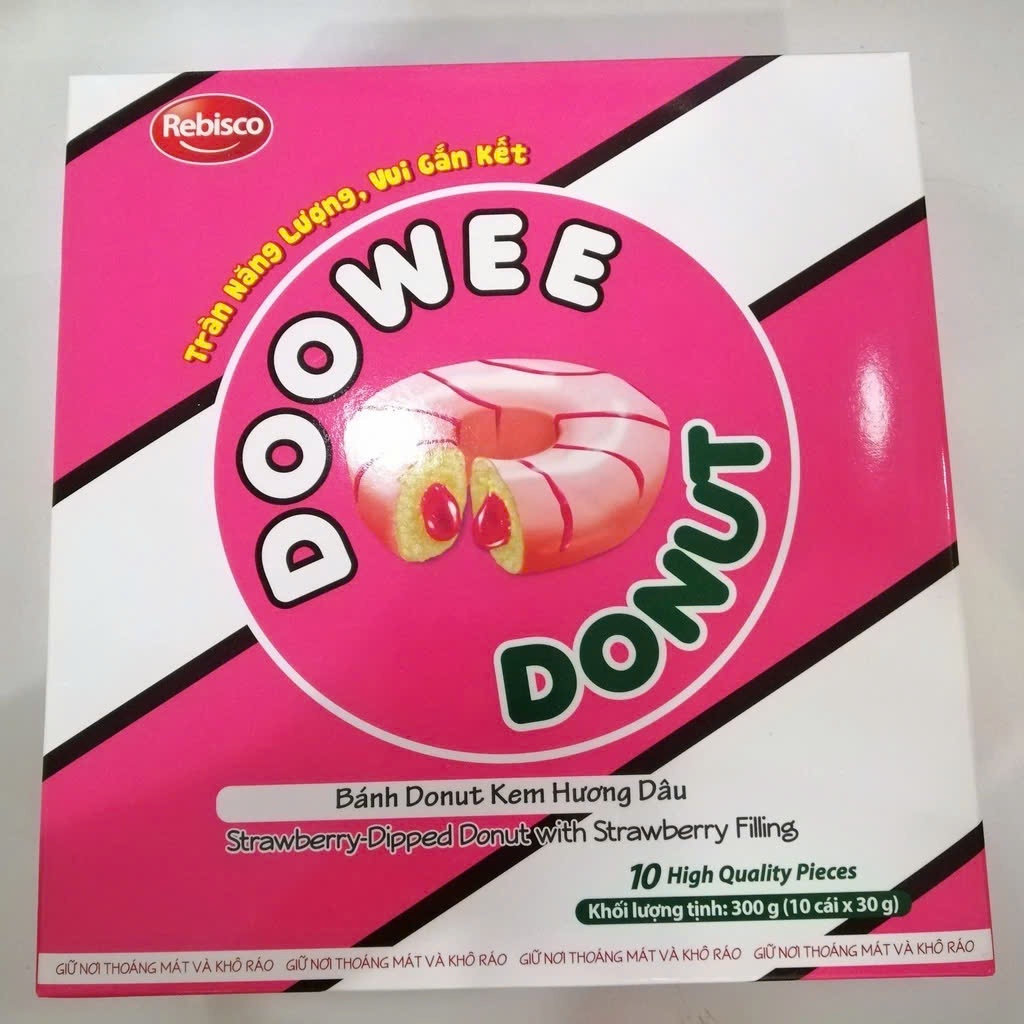 Rebisco
Tràn Năng Lượng, Vui Gắn Kết
DOOWEE
DONUT
Bánh Donut Kem Hương Dâu
Strawberry-Dipped Donut with Strawberry Filling
10 High Quality Pieces
Khối lượng tịnh: 300 g (10 cái x 30 g)
GIỮ NƠI THOÁNG MÁT VÀ KHÔ RÁO GIỮ NƠI THOÁNG MÁT VÀ KHÔ RÁO GIỮ NƠI THOÁNG MÁT VÀ KHÔ RÁO GIỮ NƠI THOÁNG MÁT VÀ KHÔ RÁO